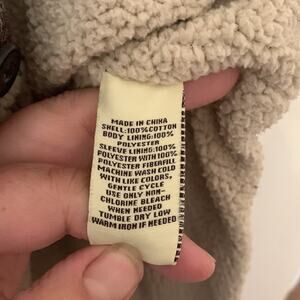 MADE IN CHINA
SHELL:100%COTTON
BODY LINING:100%
POLYESTER
SLEEVE LINING:100%
POLYESTER WITH 100%
POLYESTER FIBERFILL
MACHINE WASH COLD
WITH LIKE COLORS,
GENTLE CYCLE
USE ONLY NON-
CHLORINE BLEACH
WHEN NEEDED
TUMBLE DRY LOW
WARM IRON IF NEEDED